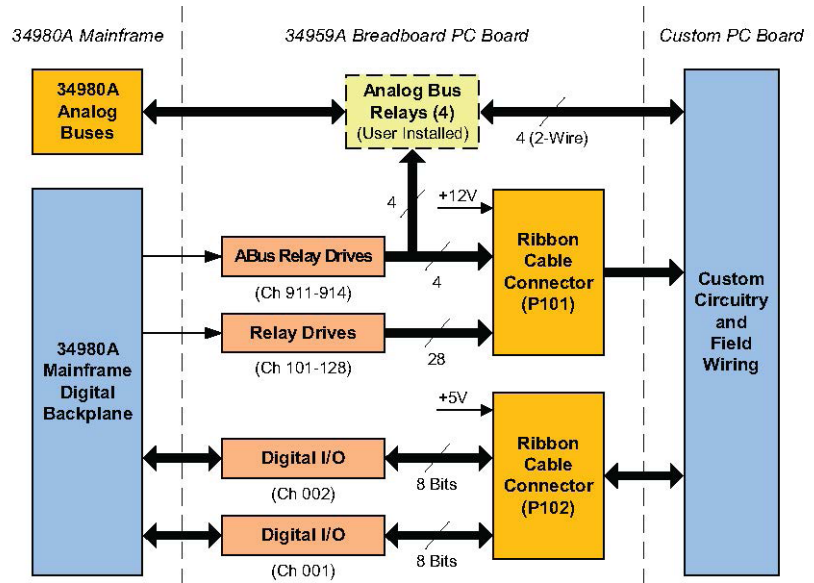 34980A Mainframe
34959A Breadboard PC Board
Custom PC Board
34980A
Analog
Buses
Analog Bus
Relays (4)
(User Installed)
4 (2-Wire)
4
+12V
ABus Relay Drives
(Ch 911-914)
4
Ribbon
Cable
Connector
(P101)
Relay Drives
(Ch 101-128)
28
34980A
Mainframe
Digital
Backplane
Custom
Circuitry
and
Field
Wiring
+5V
Digital I/O
(Ch 002)
8 Bits
Ribbon
Cable
Connector
(P102)
Digital I/O
(Ch 001)
8 Bits